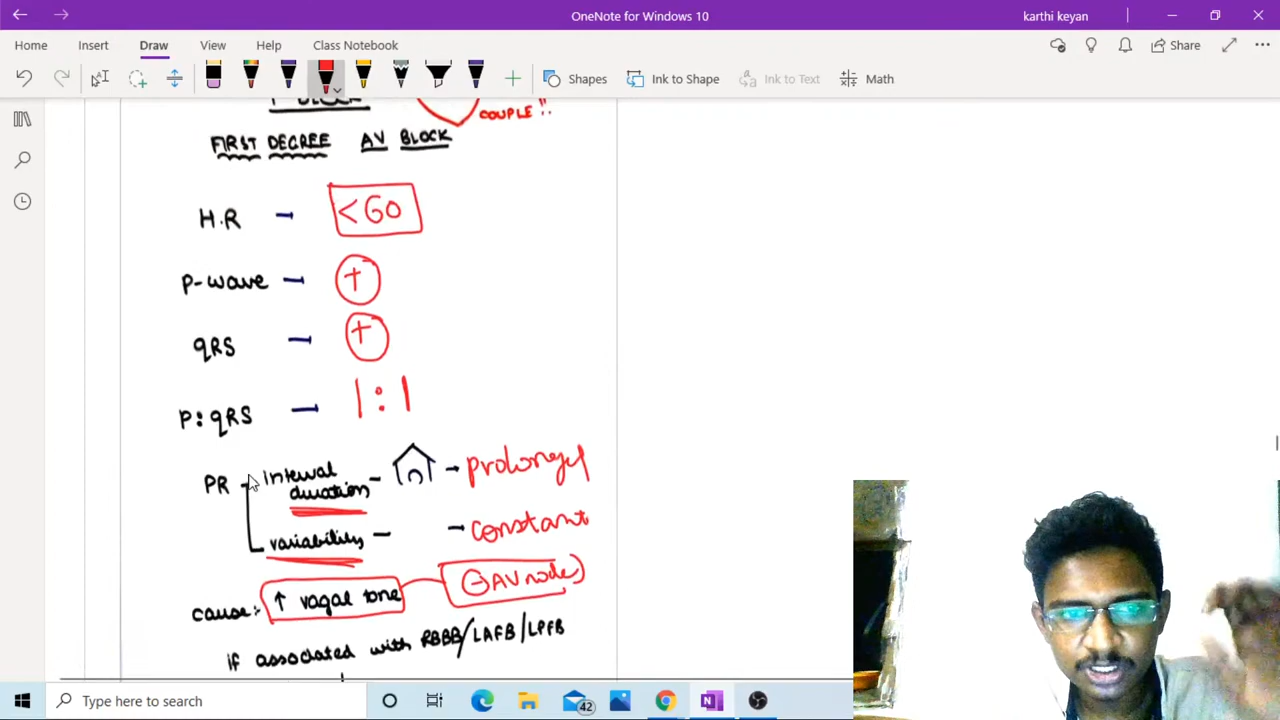 OneNote for Windows 10
karthi keyan
Home Insert Draw View Help Class Notebook
Share
Shapes Ink to Shape Ink to Text Math
1° BLOCK
COUPLE!!
FIRST DEGREE AV BLOCK
H.R - <60
P-wave - +
qRS - +
P:qRS - 1:1
PR - interval duration - → prolonged
variability - - constant
cause:- ↑ vagal tone ⊖AV node)
if associated with RBBB/LAFB/LPFB
Type here to search
42